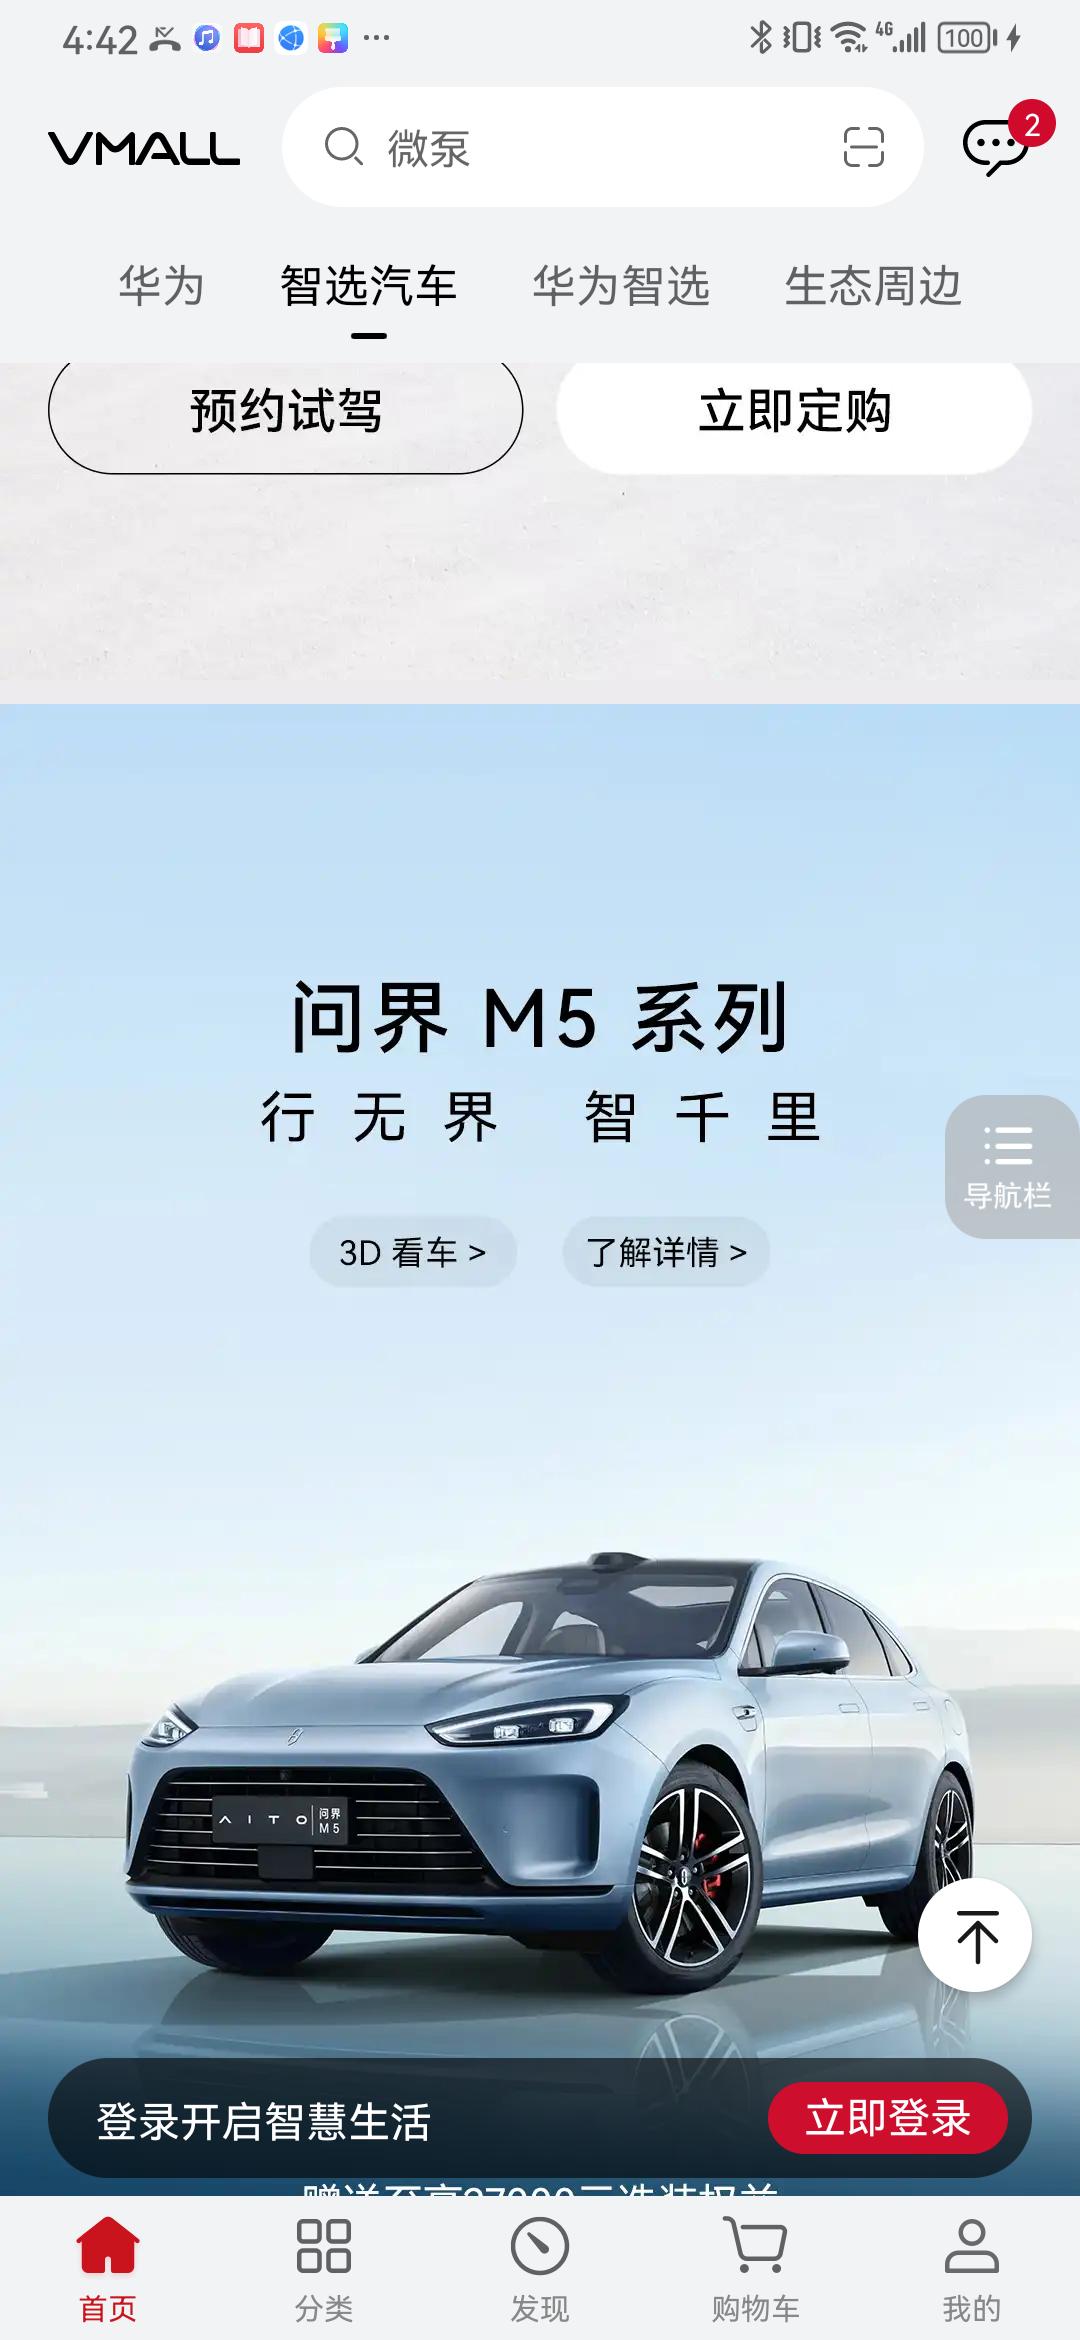 4:42
4G
100
VMALL
微泵
2
华为
智选汽车
华为智选
生态周边
预约试驾
立即定购
问界 M5 系列
行无界 智千里
导航栏
3D 看车 >
了解详情 >
AITO 问界 M5
登录开启智慧生活
立即登录
首页
分类
发现
购物车
我的